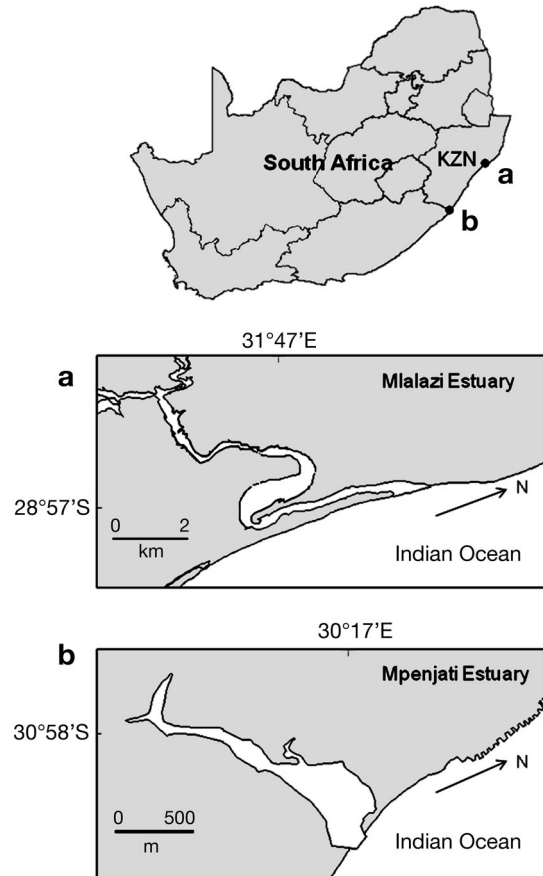 South Africa
KZN
a
b
31°47'E
a
Mlalazi Estuary
28°57'S
0 2
km
N
Indian Ocean
30°17'E
b
Mpenjati Estuary
30°58'S
0 500
m
N
Indian Ocean